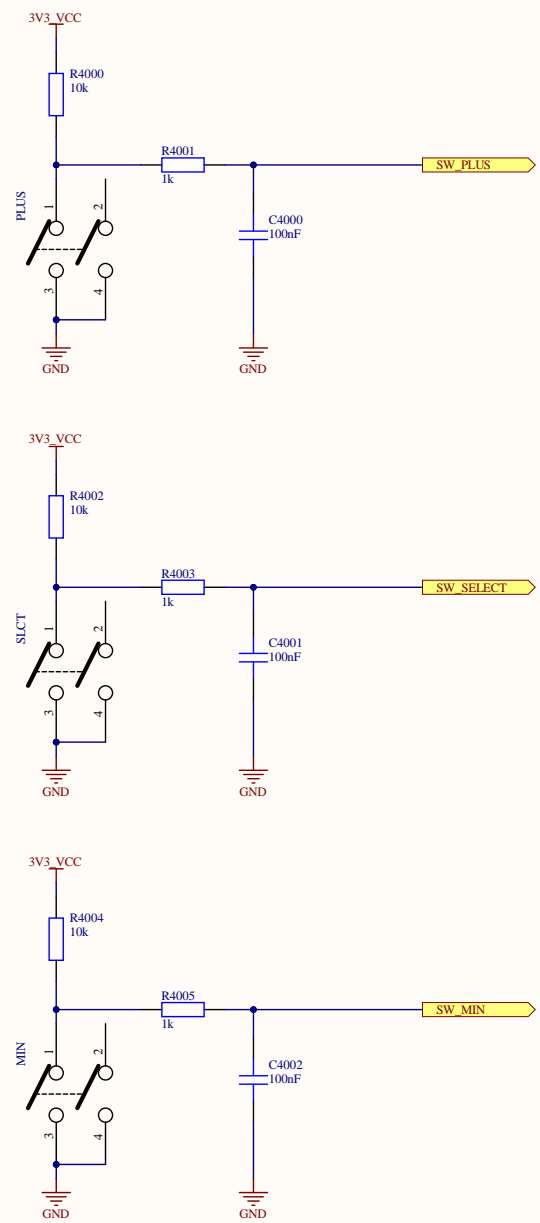 3V3_VCC
R4000
10k
R4001
1k
SW_PLUS
PLUS
1
2
3
4
C4000
100nF
GND
GND
3V3_VCC
R4002
10k
R4003
1k
SW_SELECT
SLCT
1
2
3
4
C4001
100nF
GND
GND
3V3_VCC
R4004
10k
R4005
1k
SW_MIN
MIN
1
2
3
4
C4002
100nF
GND
GND